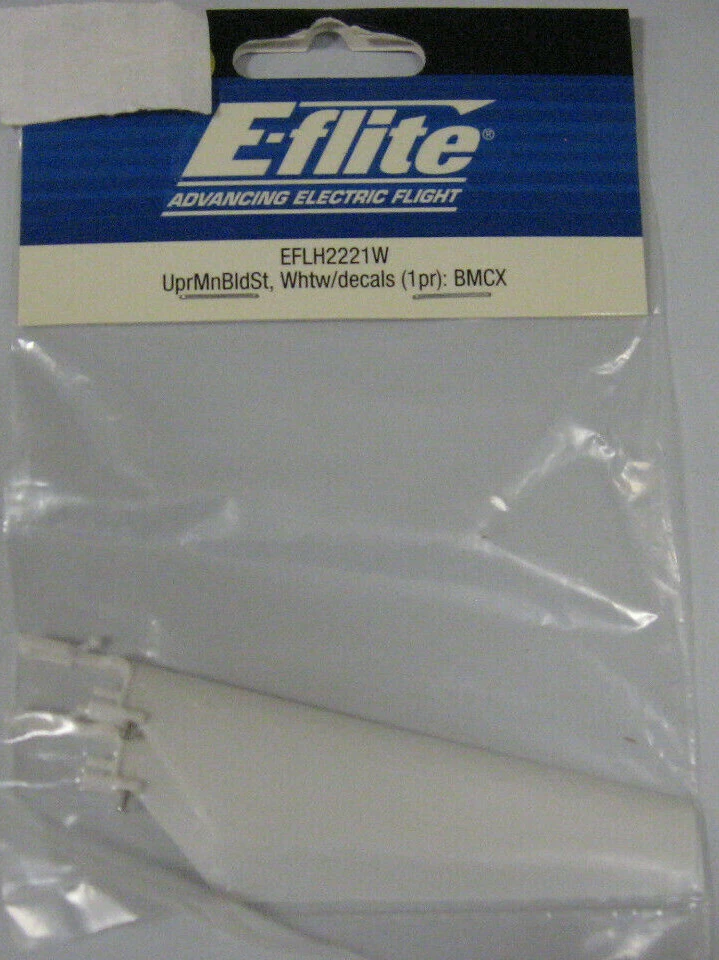 E-flite®
ADVANCING ELECTRIC FLIGHT
EFLH2221W
UprMnBldSt, Whtw/decals (1pr): BMCX